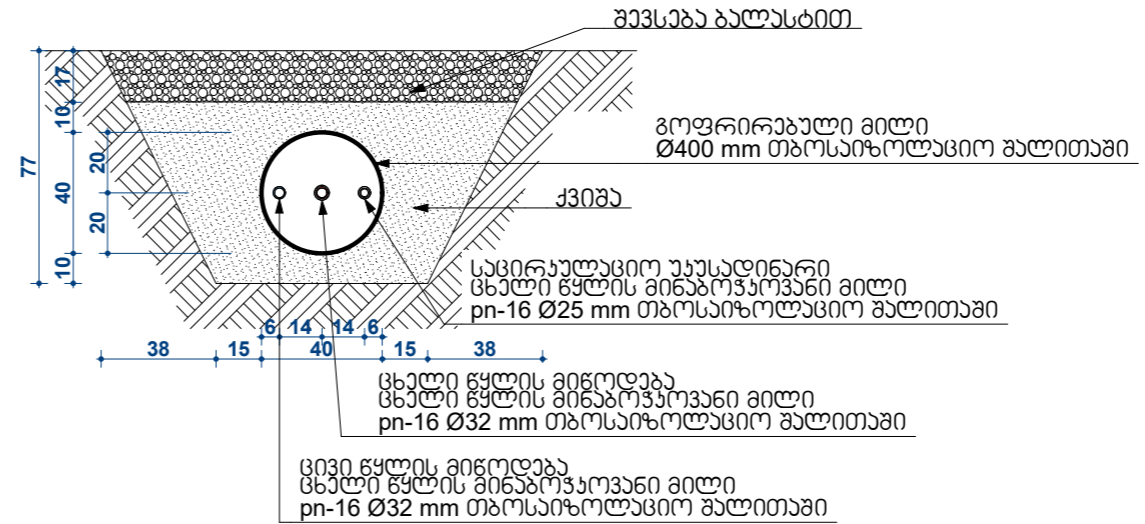 შევსება ბალასტით
გოფრირებული მილი
Ø400 mm თბოსაიზოლაციო შალითაში
ქვიშა
საცირკულაციო უკუსადინარი
ცხელი წყლის მინაბოჭკოვანი მილი
pn-16 Ø25 mm თბოსაიზოლაციო შალითაში
ცხელი წყლის მიწოდება
ცხელი წყლის მინაბოჭკოვანი მილი
pn-16 Ø32 mm თბოსაიზოლაციო შალითაში
ცივი წყლის მიწოდება
ცხელი წყლის მინაბოჭკოვანი მილი
pn-16 Ø32 mm თბოსაიზოლაციო შალითაში
77
17
10
40
10
20
20
6 14 14 6
38 15 40 15 38